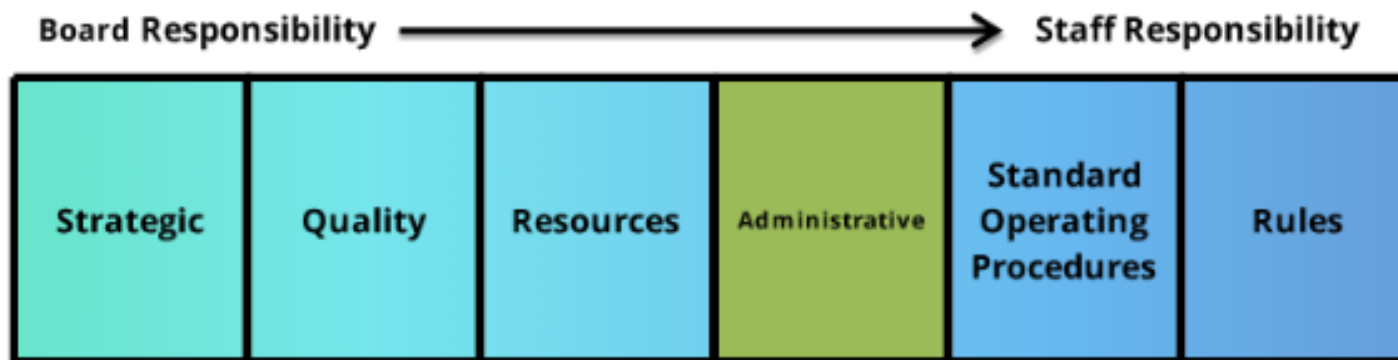 Board Responsibility
Staff Responsibility
Strategic
Quality
Resources
Administrative
Standard
Operating
Procedures
Rules